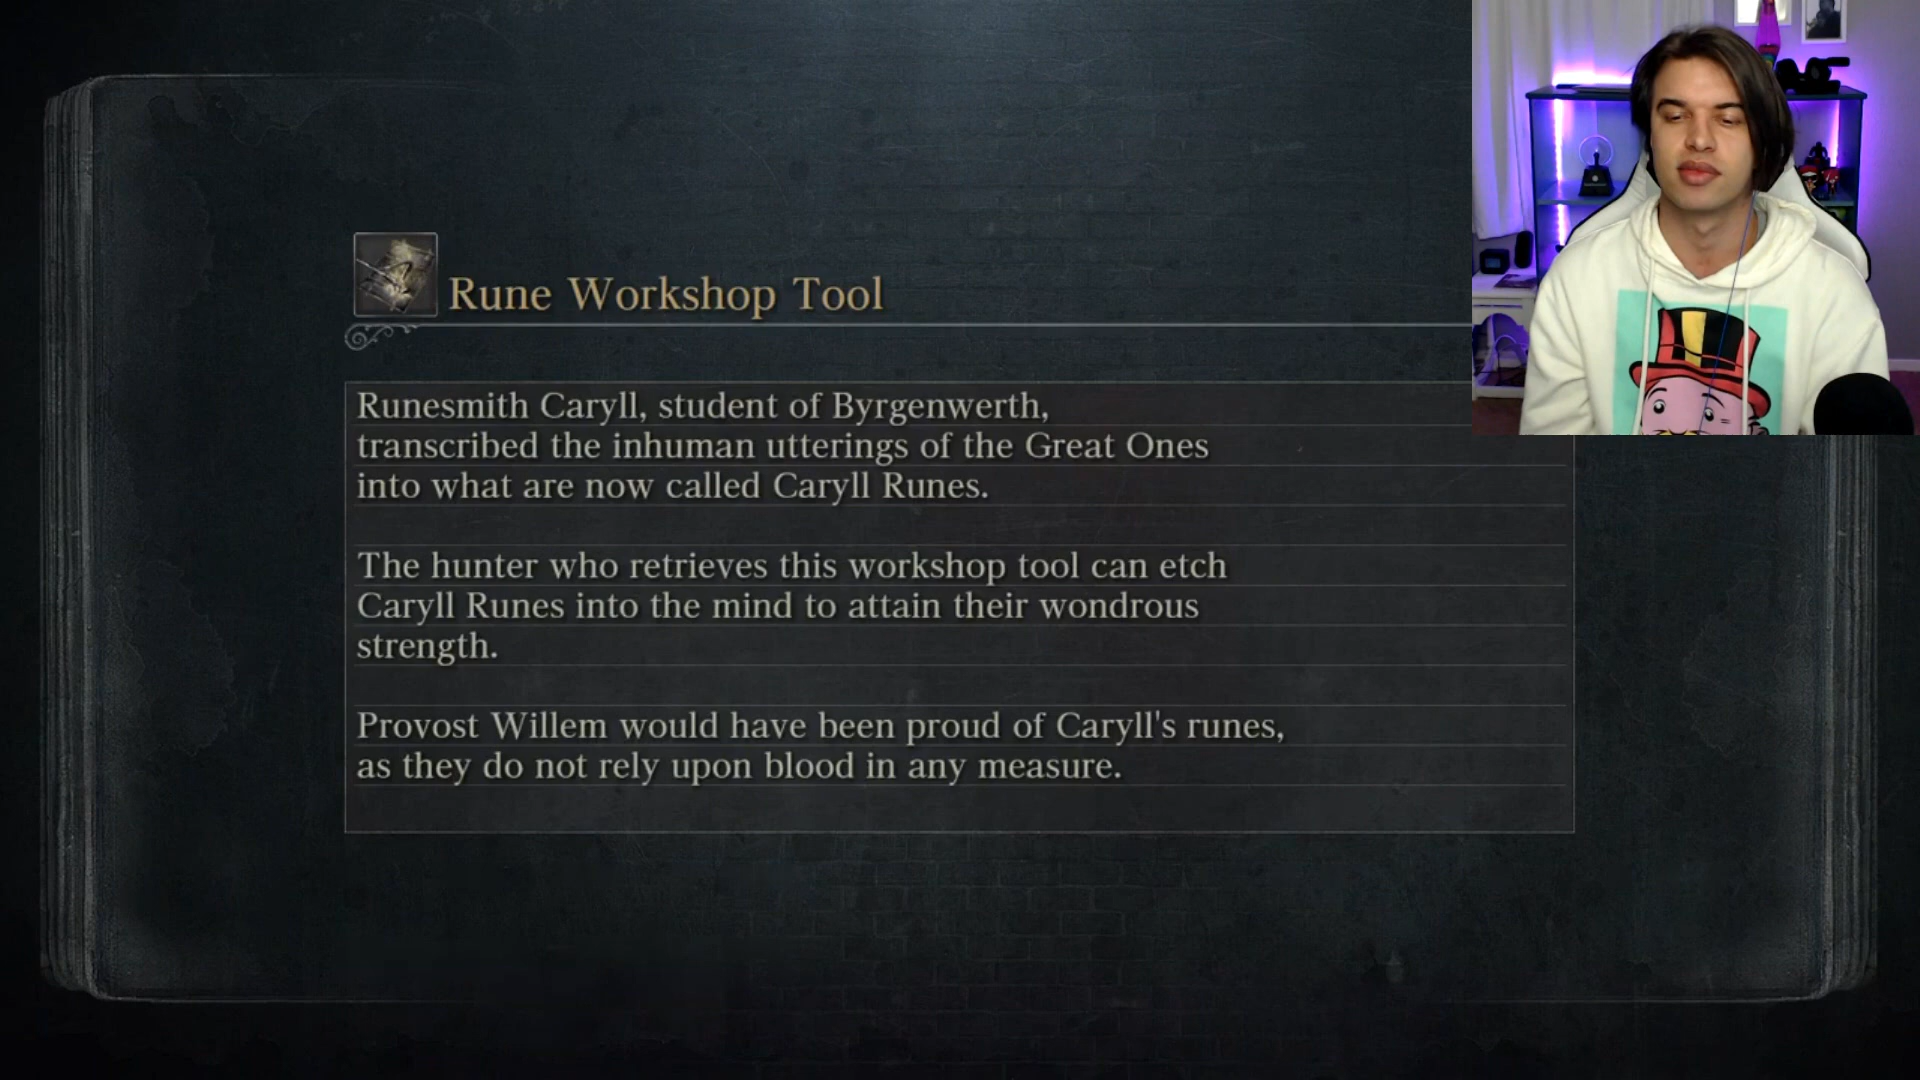 Rune Workshop Tool
Runesmith Caryll, student of Byrgenwerth,
transcribed the inhuman utterings of the Great Ones
into what are now called Caryll Runes.
The hunter who retrieves this workshop tool can etch
Caryll Runes into the mind to attain their wondrous
strength.
Provost Willem would have been proud of Caryll's runes,
as they do not rely upon blood in any measure.